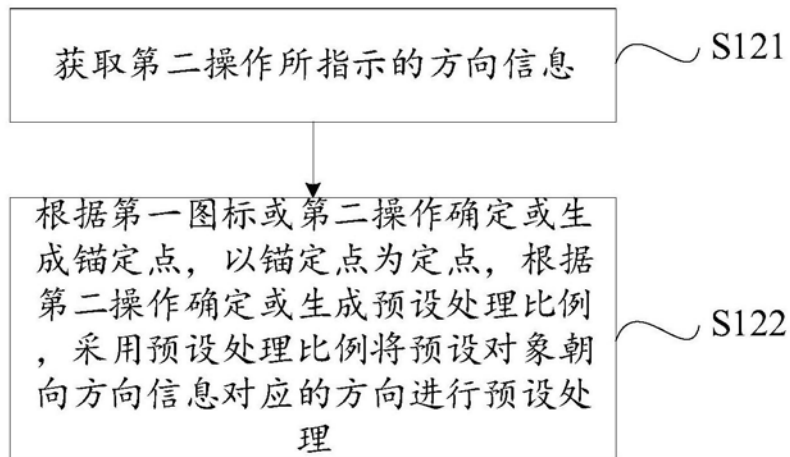 获取第二操作所指示的方向信息
S121
根据第一图标或第二操作确定或生
成锚定点，以锚定点为定点，根据
第二操作确定或生成预设处理比例
，采用预设处理比例将预设对象朝
向方向信息对应的方向进行预设处
理
S122